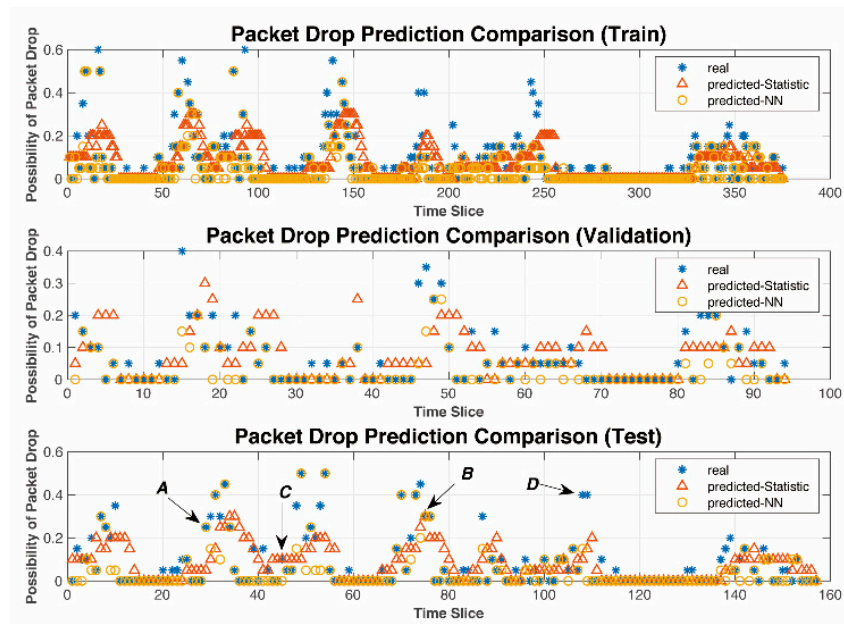 Packet Drop Prediction Comparison (Train)
Possibility of Packet Drop
0.6
0.4
0.2
0
real
predicted-Statistic
predicted-NN
0 50 100 150 200 250 300 350 400
Time Slice
Packet Drop Prediction Comparison (Validation)
Possibility of Packet Drop
0.4
0.3
0.2
0.1
0
real
predicted-Statistic
predicted-NN
0 10 20 30 40 50 60 70 80 90 100
Time Slice
Packet Drop Prediction Comparison (Test)
Possibility of Packet Drop
0.6
0.4
0.2
0
A
C
B
D
real
predicted-Statistic
predicted-NN
0 20 40 60 80 100 120 140 160
Time Slice